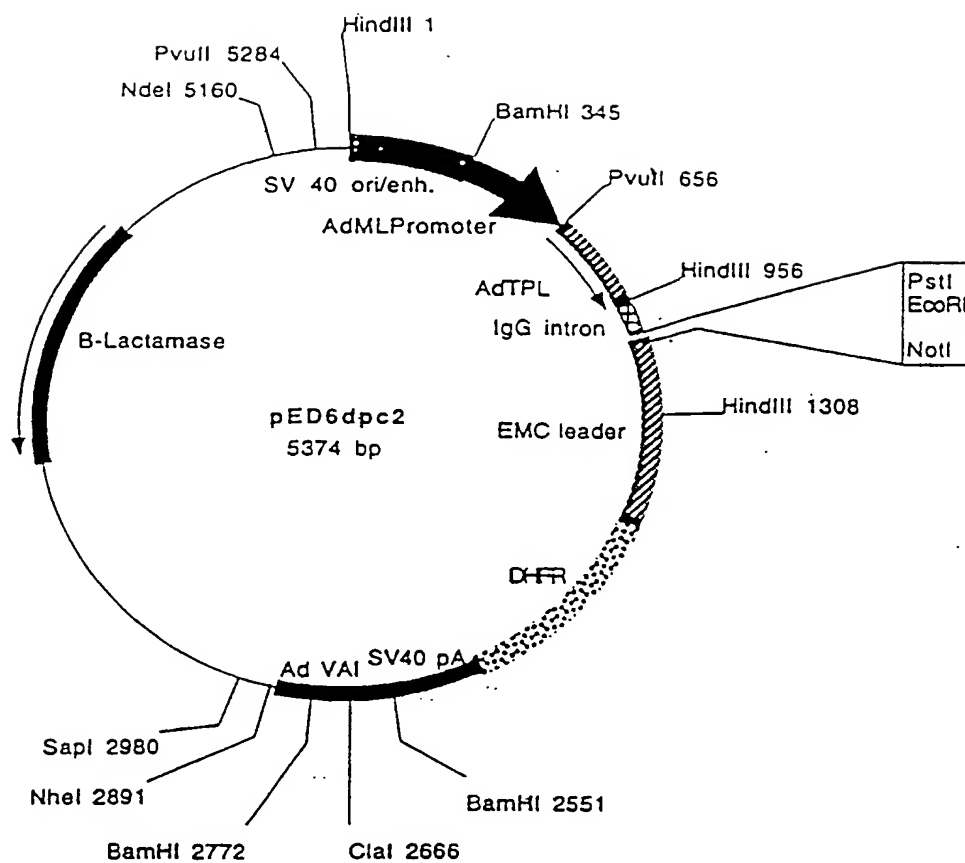 HindIII 1
PvuII 5284
NdeI 5160
BamHI 345
SV 40 ori/enh.
PvuII 656
AdMLPromoter
HindIII 956
AdTPL
PstI
EcoRI
IgG intron
NotI
B-Lactamase
pED6dpc2
5374 bp
HindIII 1308
EMC leader
DHFR
SV40 pA
Ad VAI
SapI 2980
NheI 2891
BamHI 2551
BamHI 2772
ClaI 2666